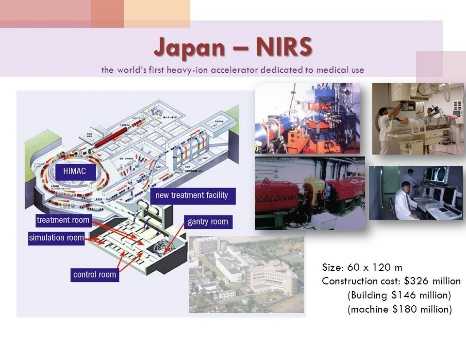 Japan – NIRS
the world's first heavy-ion accelerator dedicated to medical use
HIMAC
new treatment facility
treatment room
gantry room
simulation room
control room
Size: 60 x 120 m
Construction cost: $326 million
(Building $146 million)
(machine $180 million)